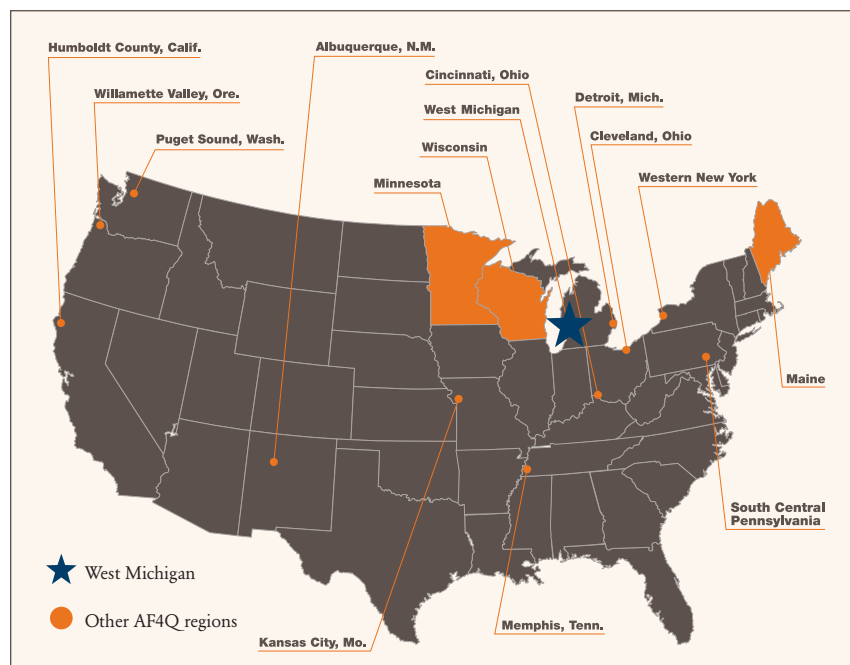 Humboldt County, Calif.
Albuquerque, N.M.
Cincinnati, Ohio
Willamette Valley, Ore.
Detroit, Mich.
West Michigan
Puget Sound, Wash.
Cleveland, Ohio
Wisconsin
Western New York
Minnesota
Maine
South Central
Pennsylvania
West Michigan
Other AF4Q regions
Memphis, Tenn.
Kansas City, Mo.